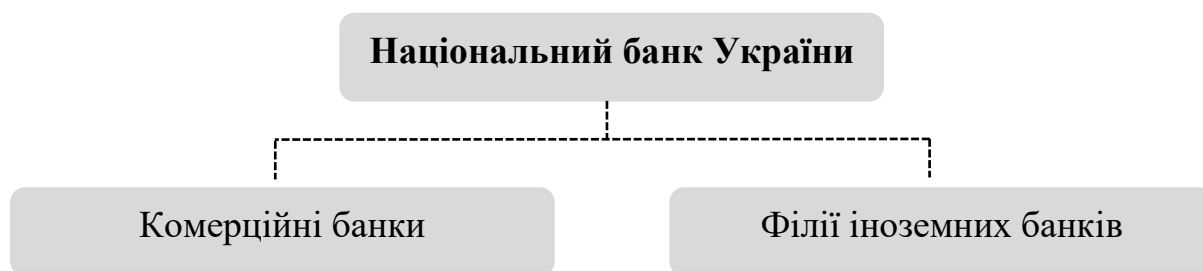 Національний банк України
Комерційні банки
Філії іноземних банків